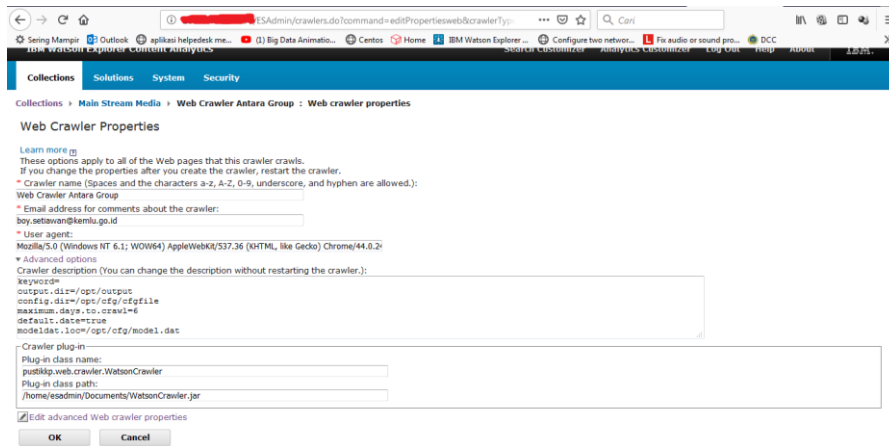 ESAdmin/crawlers.do?command=editPropertiesweb&crawlerTyp
Cari
Sering Mampir Outlook aplikasi helpedesk me... (1) Big Data Animatio... Centos Home IBM Watson Explorer ... Configure two networ... Fix audio or sound pro... DCC
IBM Watson Explorer Content Analytics Search Customizer Analytics Customizer Log Out Help About IBM.
Collections Solutions System Security
Collections Main Stream Media Web Crawler Antara Group : Web crawler properties
Web Crawler Properties
Learn more
These options apply to all of the Web pages that this crawler crawls.
If you change the properties after you create the crawler, restart the crawler.
* Crawler name (Spaces and the characters a-z, A-Z, 0-9, underscore, and hyphen are allowed.):
Web Crawler Antara Group
* Email address for comments about the crawler:
boy.setiawan@kemlu.go.id
* User agent:
Mozilla/5.0 (Windows NT 6.1; WOW64) AppleWebKit/537.36 (KHTML, like Gecko) Chrome/44.0.24
Advanced options
Crawler description (You can change the description without restarting the crawler.):
keyword=
output.dir=/opt/output
config.dir=/opt/cfg/cfgfile
maximum.days.to.crawl=6
default.date=true
modeldat.loc=/opt/cfg/model.dat
Crawler plug-in
Plug-in class name:
pustikkp.web.crawler.WatsonCrawler
Plug-in class path:
/home/esadmin/Documents/WatsonCrawler.jar
Edit advanced Web crawler properties
OK Cancel